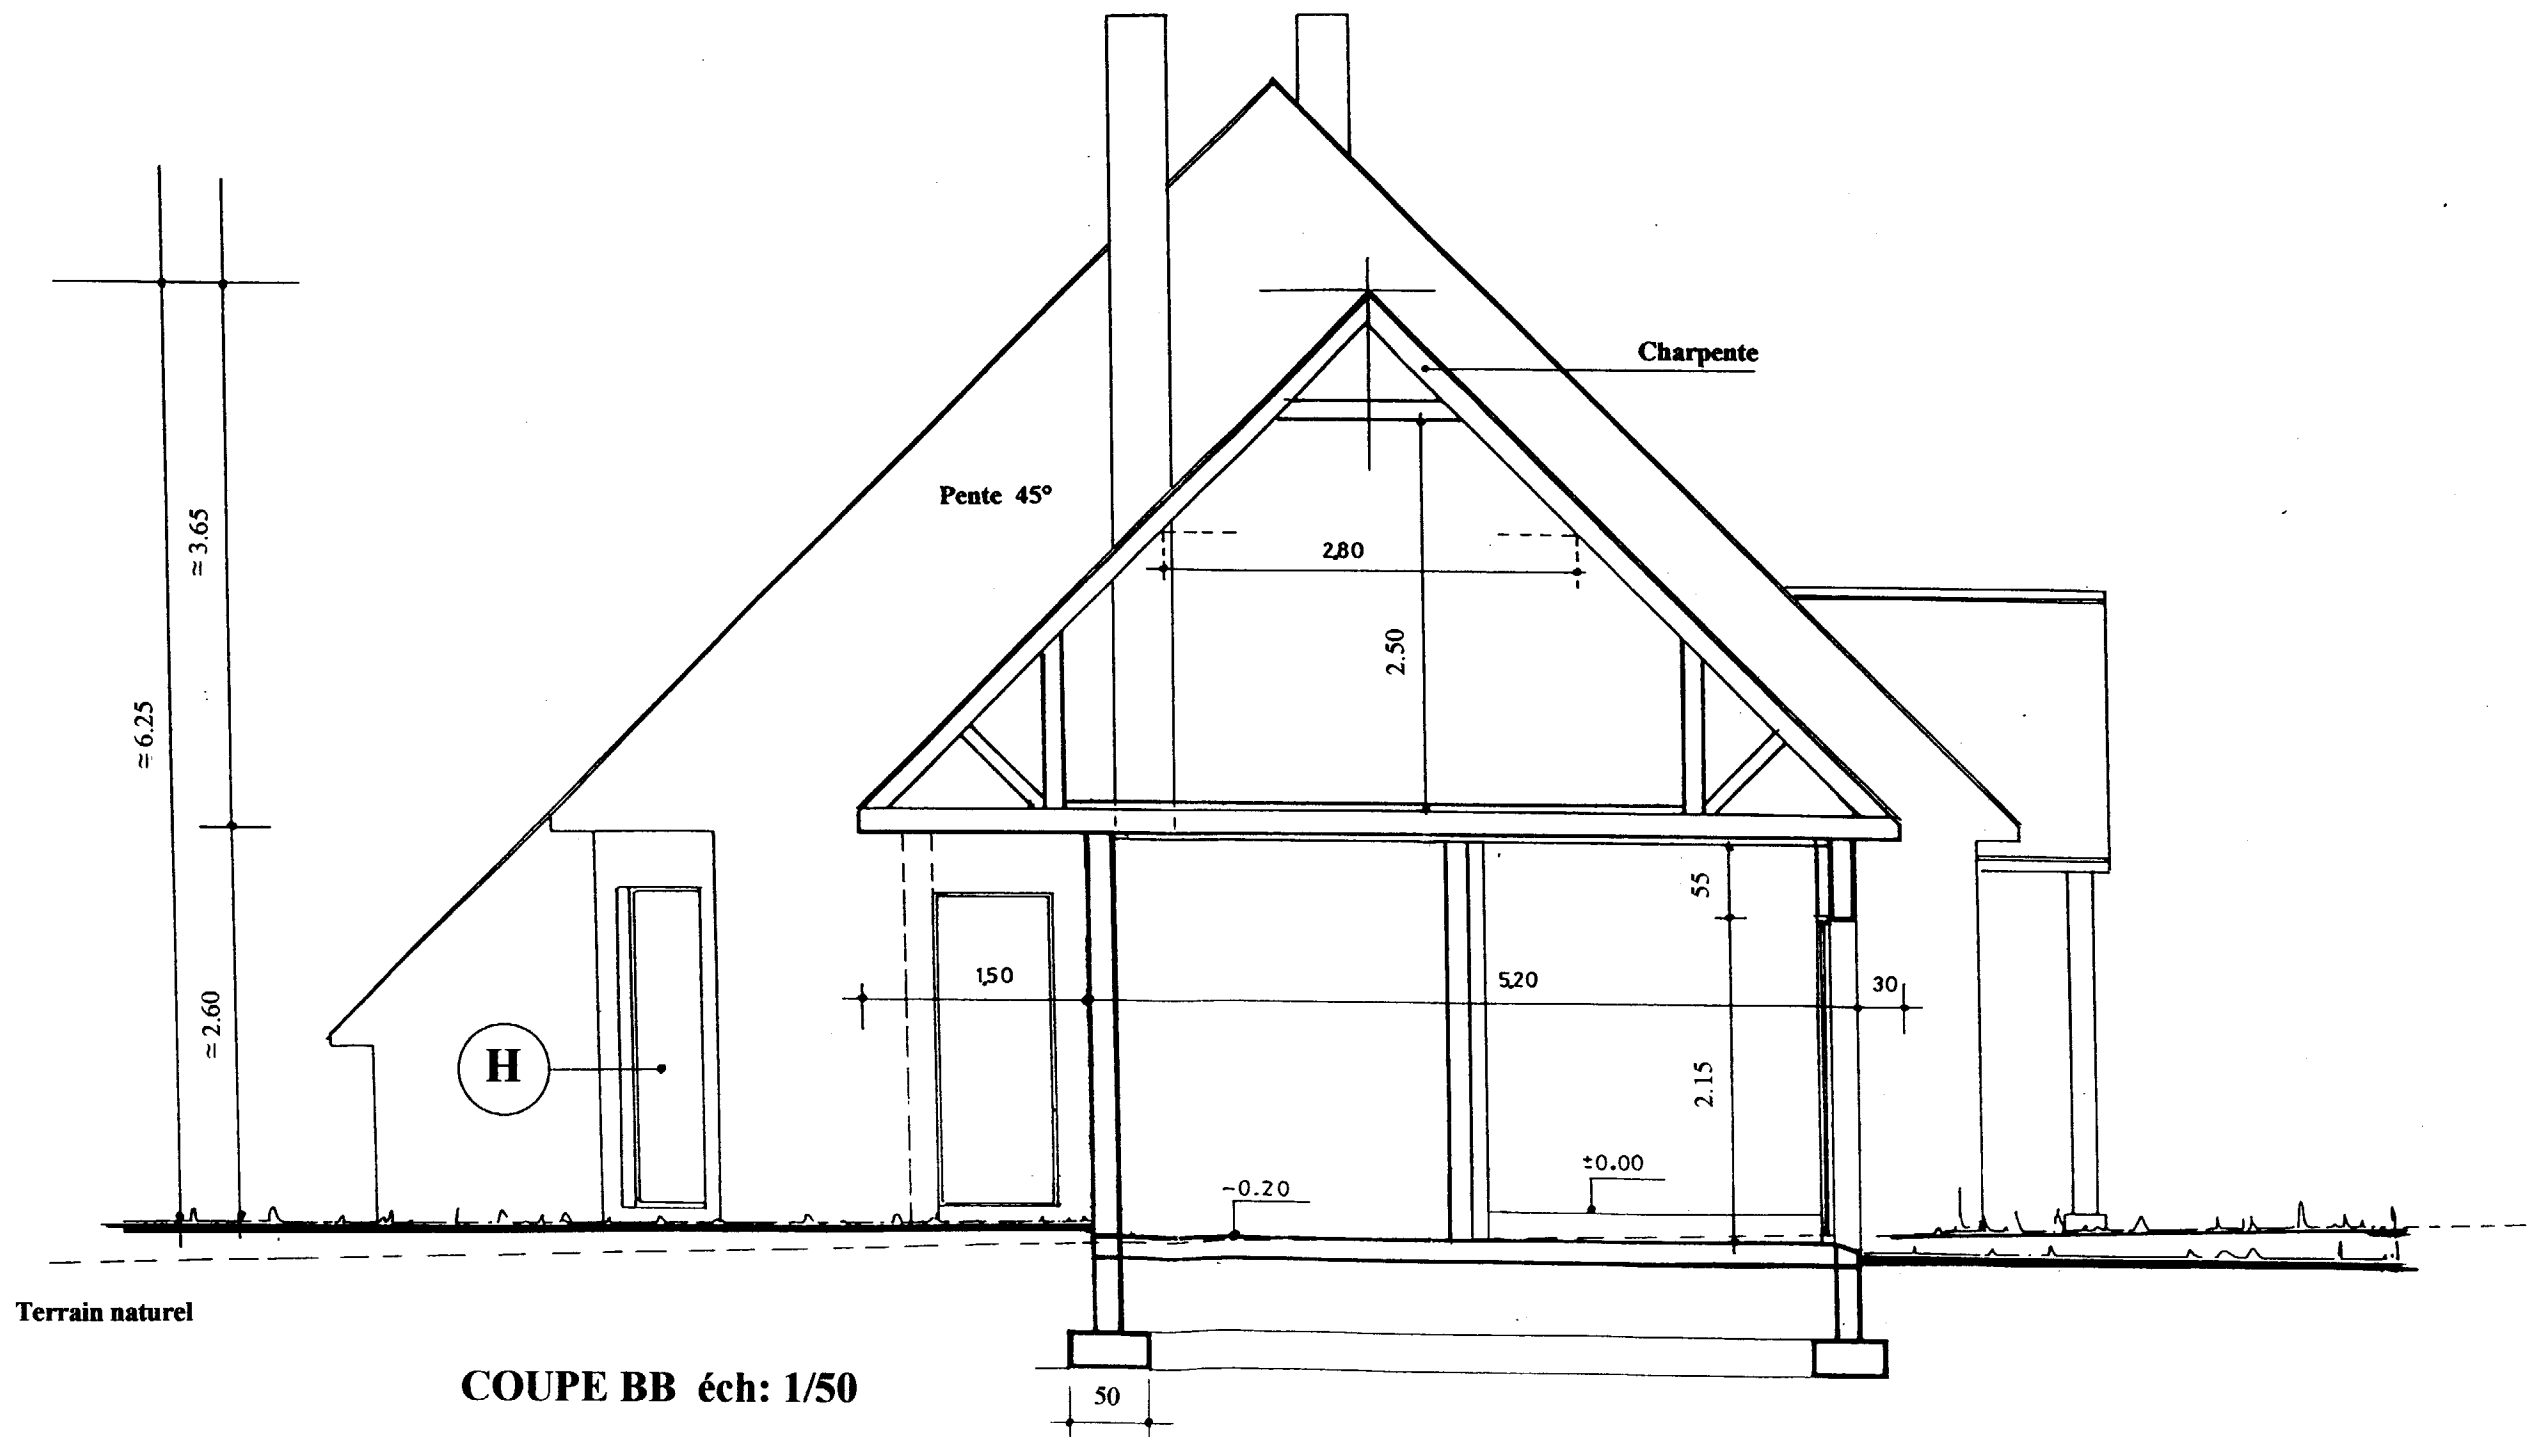 Charpente
Pente 45°
≃3.65
2.80
2.50
≃6.25
55
1.50
5.20
30
≃2.60
H
2.15
±0.00
-0.20
Terrain naturel
COUPE BB éch: 1/50
50